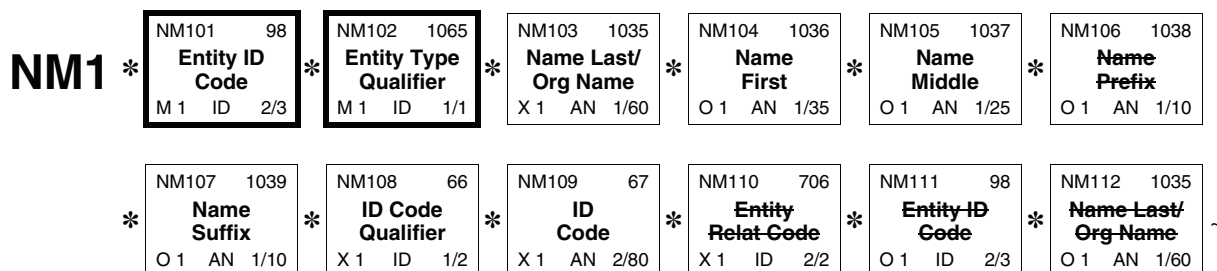 NM101 98 NM102 1065 NM103 1035 NM104 1036 NM105 1037 NM106 1038
NM1 * Entity ID * Entity Type * Name Last/ * Name * Name * Name
Code Qualifier Org Name First Middle Prefix
M 1 ID 2/3 M 1 ID 1/1 X 1 AN 1/60 O 1 AN 1/35 O 1 AN 1/25 O 1 AN 1/10
NM107 1039 NM108 66 NM109 67 NM110 706 NM111 98 NM112 1035
* Name * ID Code * ID * Entity * Entity ID * Name Last/ ~
Suffix Qualifier Code Relat Code Code Org Name
O 1 AN 1/10 X 1 ID 1/2 X 1 AN 2/80 X 1 ID 2/2 O 1 ID 2/3 O 1 AN 1/60